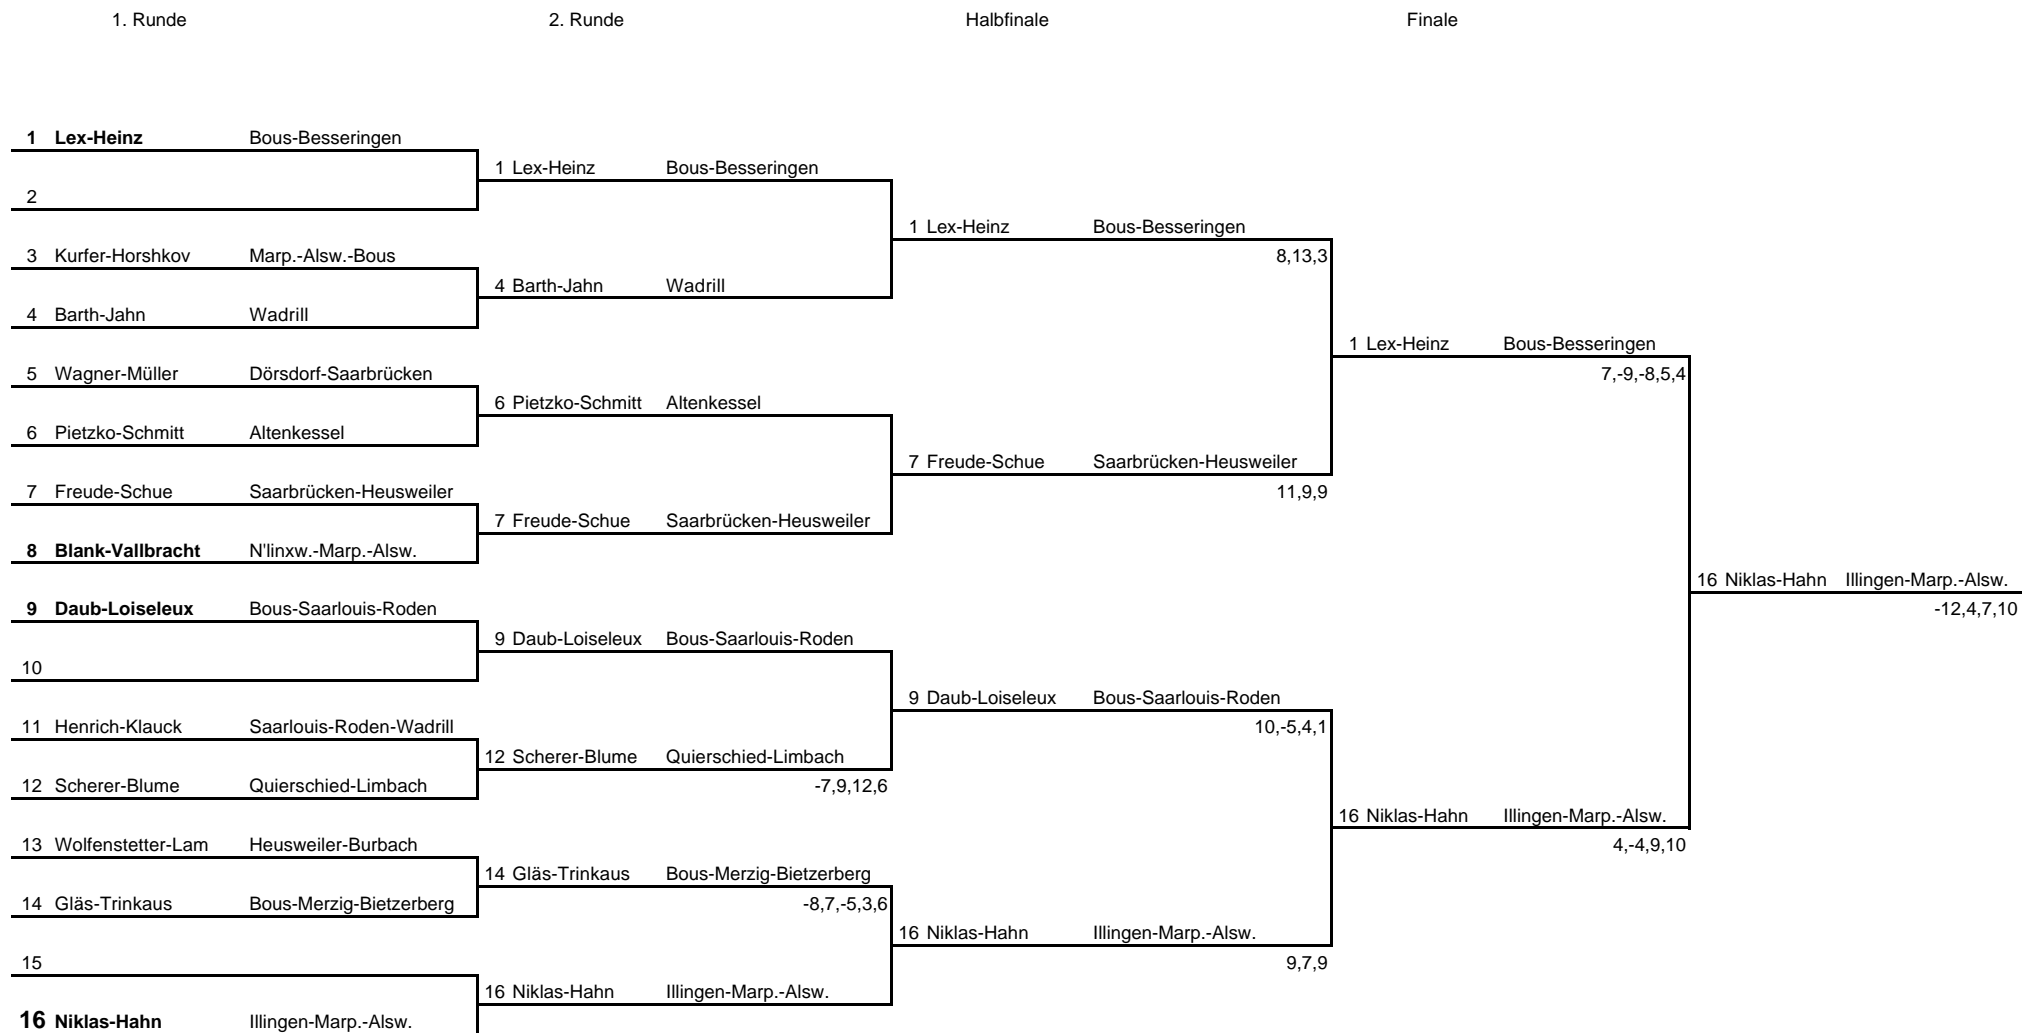 1. Runde 2. Runde Halbfinale Finale
1 Lex-Heinz Bous-Besseringen
1 Lex-Heinz Bous-Besseringen
2
1 Lex-Heinz Bous-Besseringen
3 Kurfer-Horshkov Marp.-Alsw.-Bous 8,13,3
4 Barth-Jahn Wadrill
4 Barth-Jahn Wadrill
1 Lex-Heinz Bous-Besseringen
5 Wagner-Müller Dörsdorf-Saarbrücken 7,-9,-8,5,4
6 Pietzko-Schmitt Altenkessel
6 Pietzko-Schmitt Altenkessel
7 Freude-Schue Saarbrücken-Heusweiler
7 Freude-Schue Saarbrücken-Heusweiler 11,9,9
7 Freude-Schue Saarbrücken-Heusweiler
8 Blank-Vallbracht N'linxw.-Marp.-Alsw.
16 Niklas-Hahn Illingen-Marp.-Alsw.
9 Daub-Loiseleux Bous-Saarlouis-Roden -12,4,7,10
9 Daub-Loiseleux Bous-Saarlouis-Roden
10
9 Daub-Loiseleux Bous-Saarlouis-Roden
11 Henrich-Klauck Saarlouis-Roden-Wadrill 10,-5,4,1
12 Scherer-Blume Quierschied-Limbach
12 Scherer-Blume Quierschied-Limbach -7,9,12,6
16 Niklas-Hahn Illingen-Marp.-Alsw.
13 Wolfenstetter-Lam Heusweiler-Burbach 4,-4,9,10
14 Gläs-Trinkaus Bous-Merzig-Bietzerberg
14 Gläs-Trinkaus Bous-Merzig-Bietzerberg -8,7,-5,3,6
16 Niklas-Hahn Illingen-Marp.-Alsw.
15 9,7,9
16 Niklas-Hahn Illingen-Marp.-Alsw.
16 Niklas-Hahn Illingen-Marp.-Alsw.